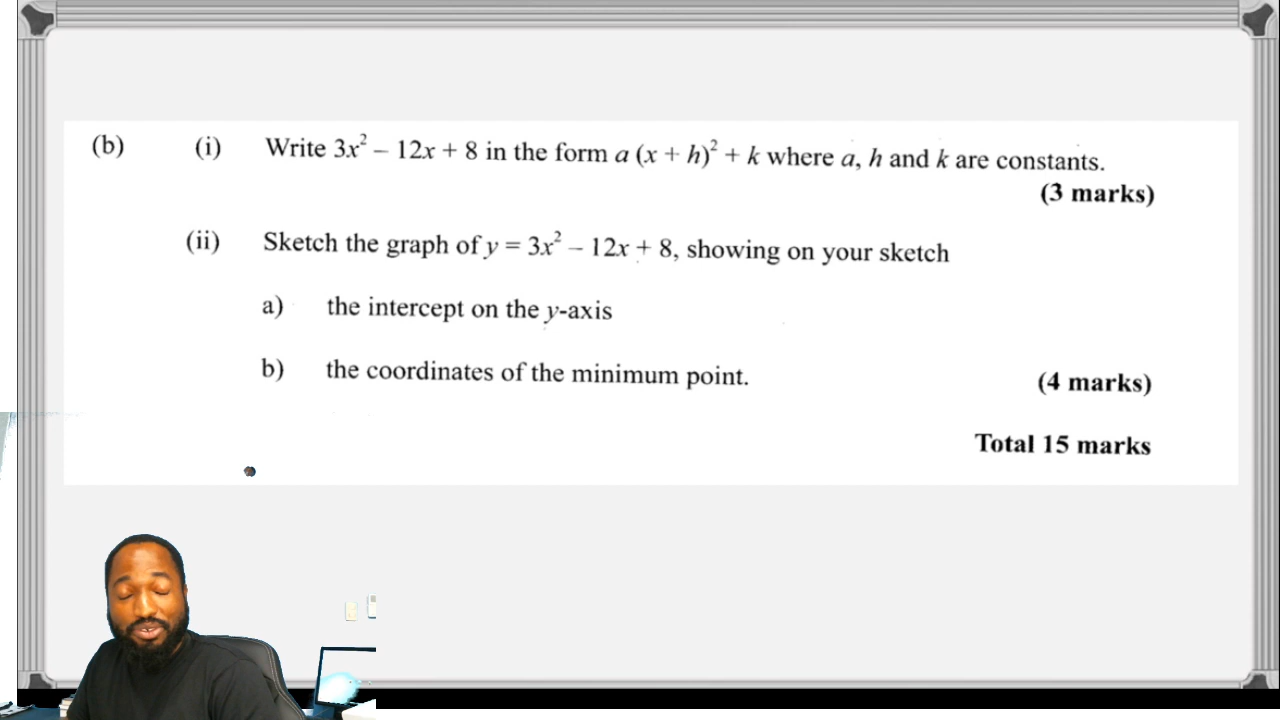 (b) (i) Write 3x² – 12x + 8 in the form a (x + h)² + k where a, h and k are constants.
(3 marks)
(ii) Sketch the graph of y = 3x² – 12x + 8, showing on your sketch
a) the intercept on the y-axis
b) the coordinates of the minimum point.
(4 marks)
Total 15 marks